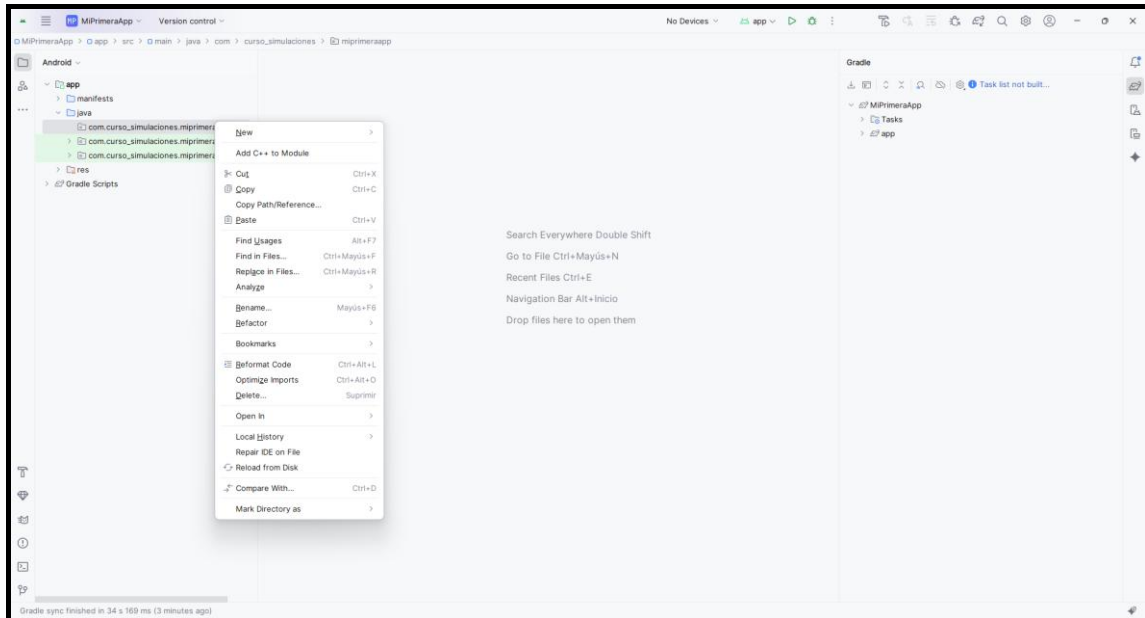 MP MiPrimeraApp Version control No Devices app
MiPrimeraApp > app > src > main > java > com > curso_simulaciones > miprimeraapp
Android
app
manifests
java
com.curso_simulaciones.miprimera
com.curso_simulaciones.miprimera
com.curso_simulaciones.miprimera
res
Gradle Scripts
New
Add C++ to Module
Cut Ctrl+X
Copy Ctrl+C
Copy Path/Reference...
Paste Ctrl+V
Find Usages Alt+F7
Find in Files... Ctrl+Mayús+F
Replace in Files... Ctrl+Mayús+R
Analyze
Rename... Mayús+F6
Refactor
Bookmarks
Reformat Code Ctrl+Alt+L
Optimize Imports Ctrl+Alt+O
Delete... Suprimir
Open In
Local History
Repair IDE on File
Reload from Disk
Compare With... Ctrl+D
Mark Directory as
Search Everywhere Double Shift
Go to File Ctrl+Mayús+N
Recent Files Ctrl+E
Navigation Bar Alt+Inicio
Drop files here to open them
Gradle
Task list not built...
MiPrimeraApp
Tasks
app
Gradle sync finished in 34 s 169 ms (3 minutes ago)